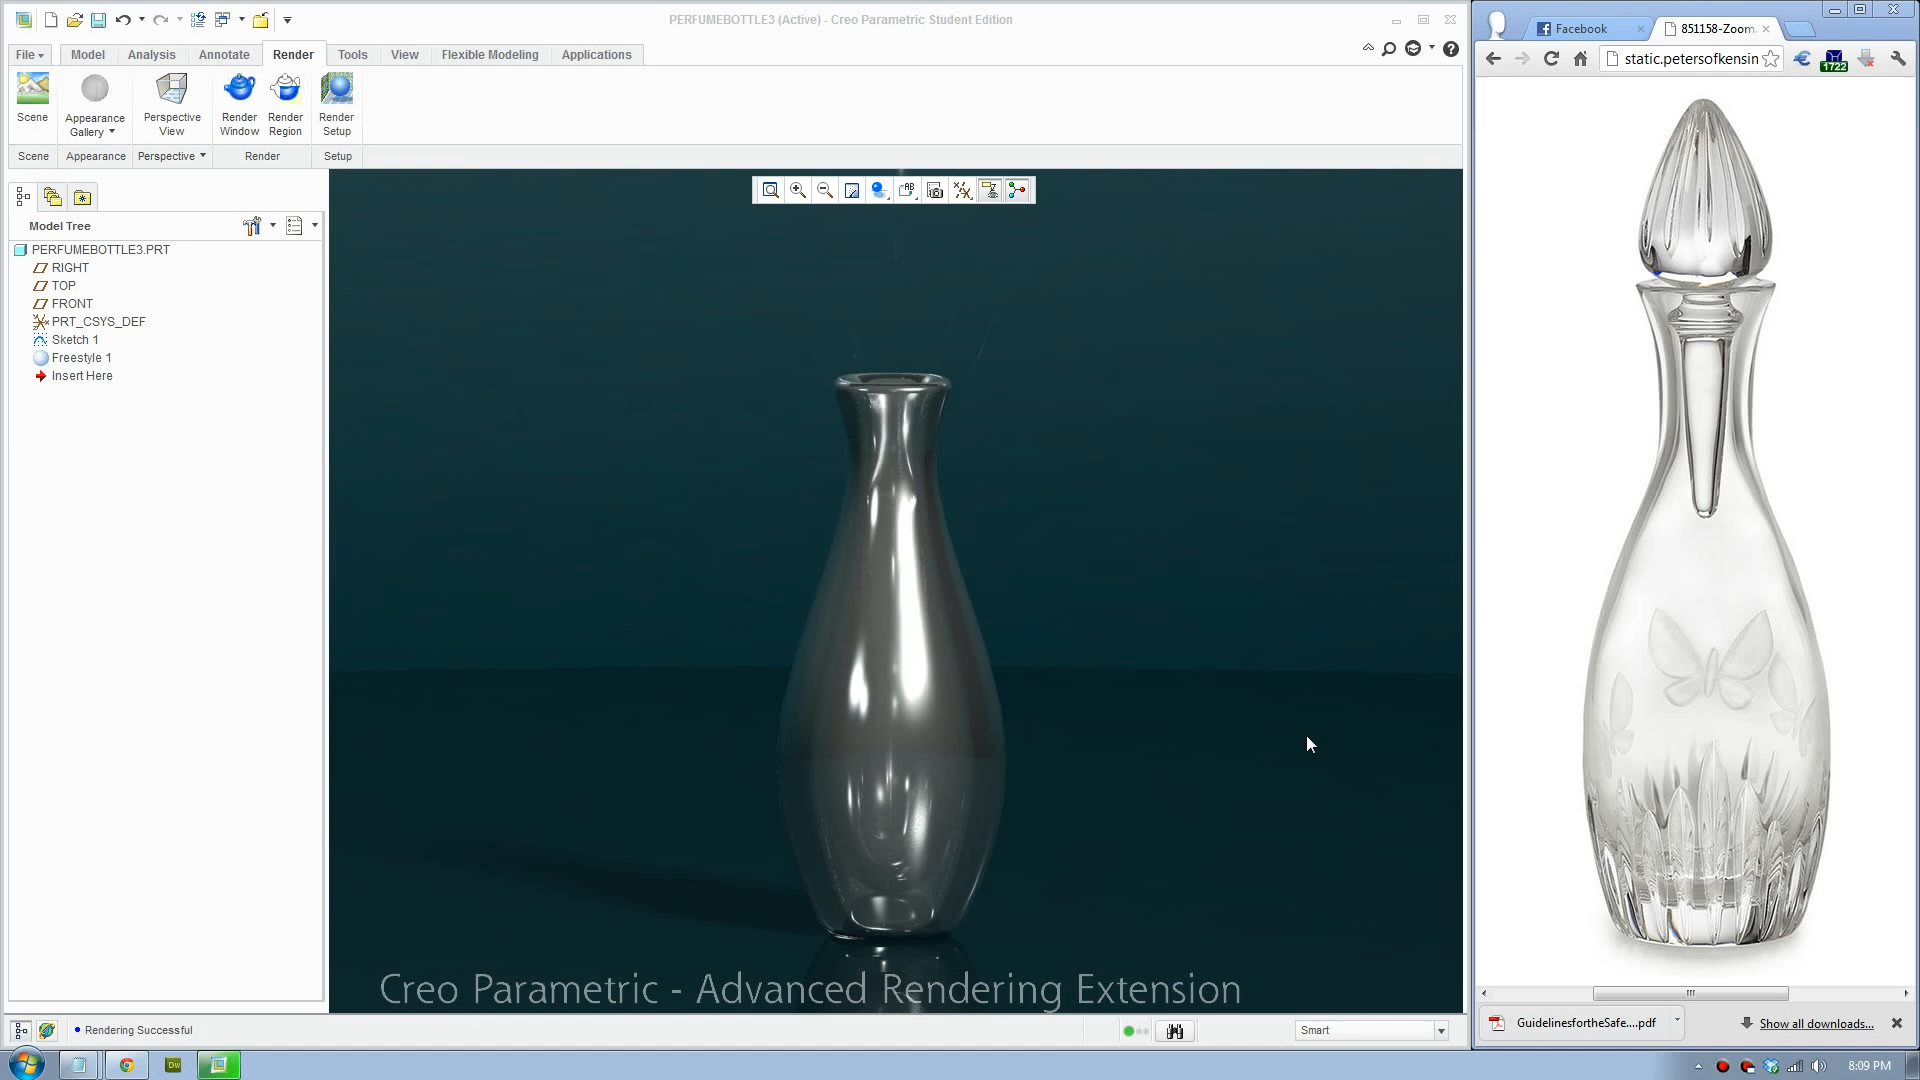 PERFUMEBOTTLE3 (Active) - Creo Parametric Student Edition
File Model Analysis Annotate Render Tools View Flexible Modeling Applications
Scene
Appearance Gallery
Perspective View
Render Window
Render Region
Render Setup
Scene Appearance Perspective Render Setup
Model Tree
PERFUMEBOTTLE3.PRT
RIGHT
TOP
FRONT
PRT_CSYS_DEF
Sketch 1
Freestyle 1
Insert Here
Creo Parametric - Advanced Rendering Extension
Rendering Successful
Smart
Facebook
851158-Zoom.
static.petersofkensin
1722
GuidelinesfortheSafe....pdf
Show all downloads...
Dw
8:09 PM